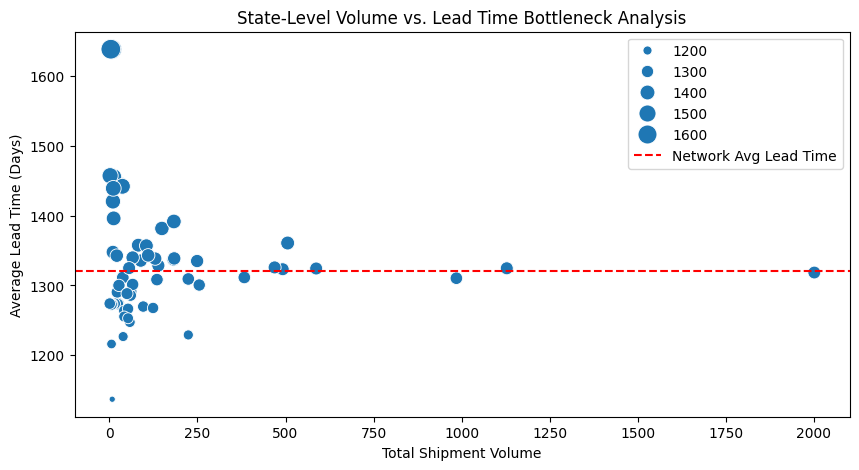 State-Level Volume vs. Lead Time Bottleneck Analysis
1200
1300
1400
1500
1600
Network Avg Lead Time
Average Lead Time (Days)
1600
1500
1400
1300
1200
0 250 500 750 1000 1250 1500 1750 2000
Total Shipment Volume